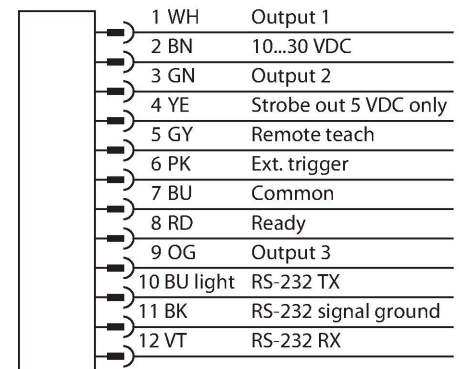 1 WH Output 1
2 BN 10...30 VDC
3 GN Output 2
4 YE Strobe out 5 VDC only
5 GY Remote teach
6 PK Ext. trigger
7 BU Common
8 RD Ready
9 OG Output 3
10 BU light RS-232 TX
11 BK RS-232 signal ground
12 VT RS-232 RX